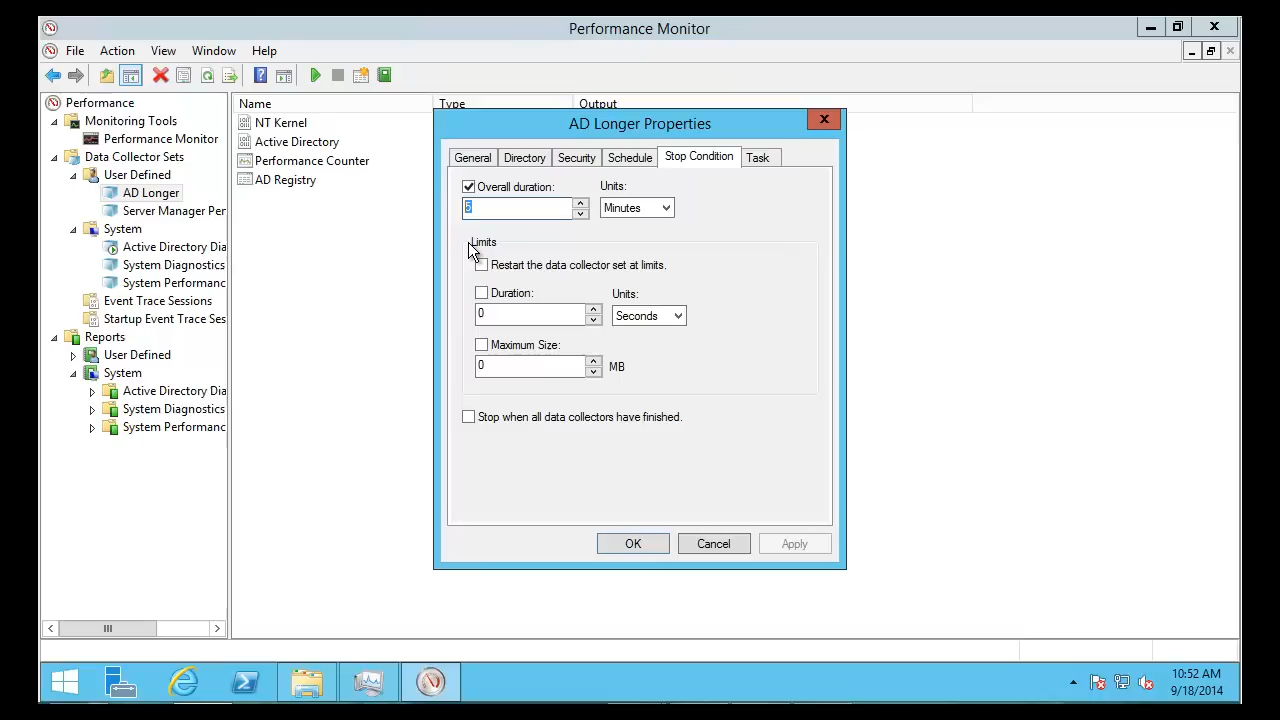 Performance Monitor
File Action View Window Help
Performance
Monitoring Tools
Performance Monitor
Data Collector Sets
User Defined
AD Longer
Server Manager Per
System
Active Directory Dia
System Diagnostics
System Performanc
Event Trace Sessions
Startup Event Trace Ses
Reports
User Defined
System
Active Directory Dia
System Diagnostics
System Performanc
Name Type Output
NT Kernel
Active Directory
Performance Counter
AD Registry
AD Longer Properties
General Directory Security Schedule Stop Condition Task
Overall duration: Units:
5 Minutes
Limits
Restart the data collector set at limits.
Duration: Units:
0 Seconds
Maximum Size:
0 MB
Stop when all data collectors have finished.
OK Cancel Apply
10:52 AM
9/18/2014